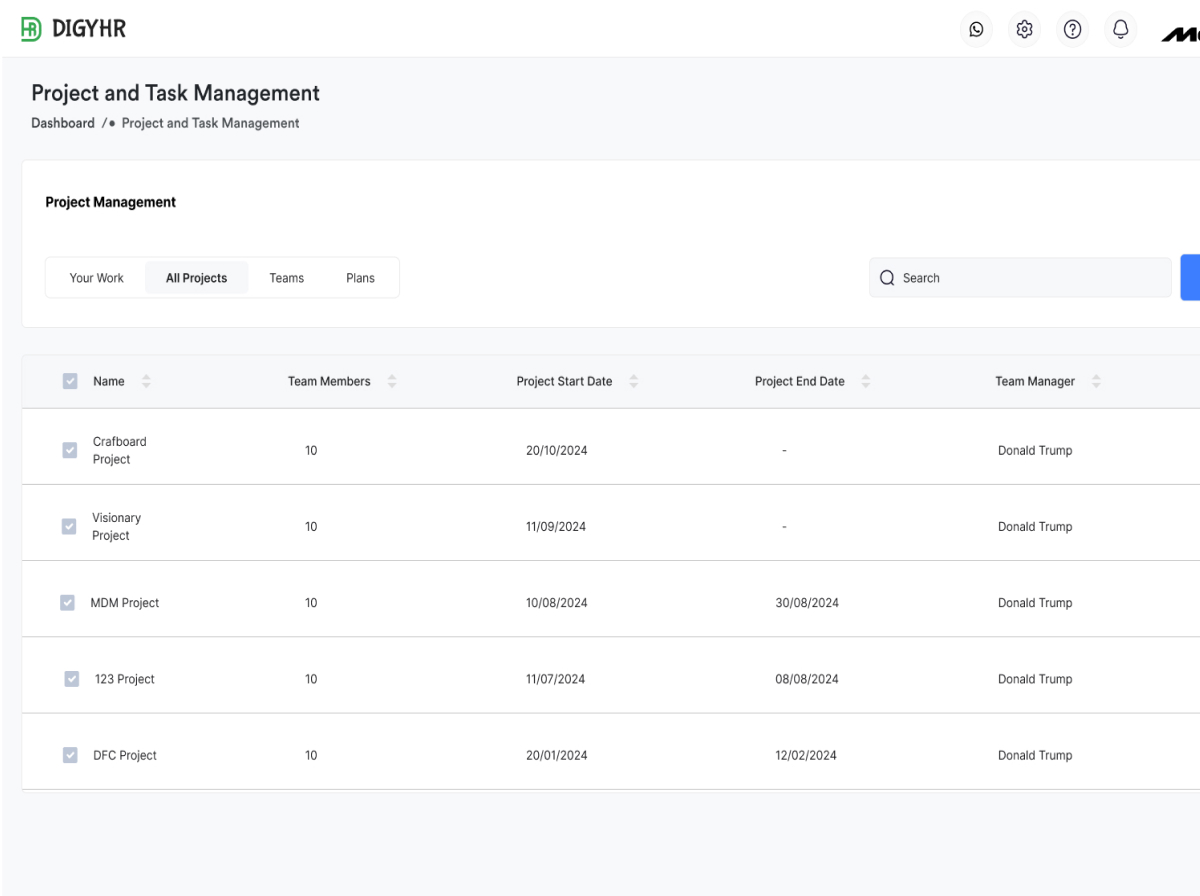 DIGYHR
Project and Task Management
Dashboard /• Project and Task Management
Project Management
Your Work All Projects Teams Plans Search
Name Team Members Project Start Date Project End Date Team Manager
Crafboard
Project
10 20/10/2024 - Donald Trump
Visionary
Project
10 11/09/2024 - Donald Trump
MDM Project 10 10/08/2024 30/08/2024 Donald Trump
123 Project 10 11/07/2024 08/08/2024 Donald Trump
DFC Project 10 20/01/2024 12/02/2024 Donald Trump